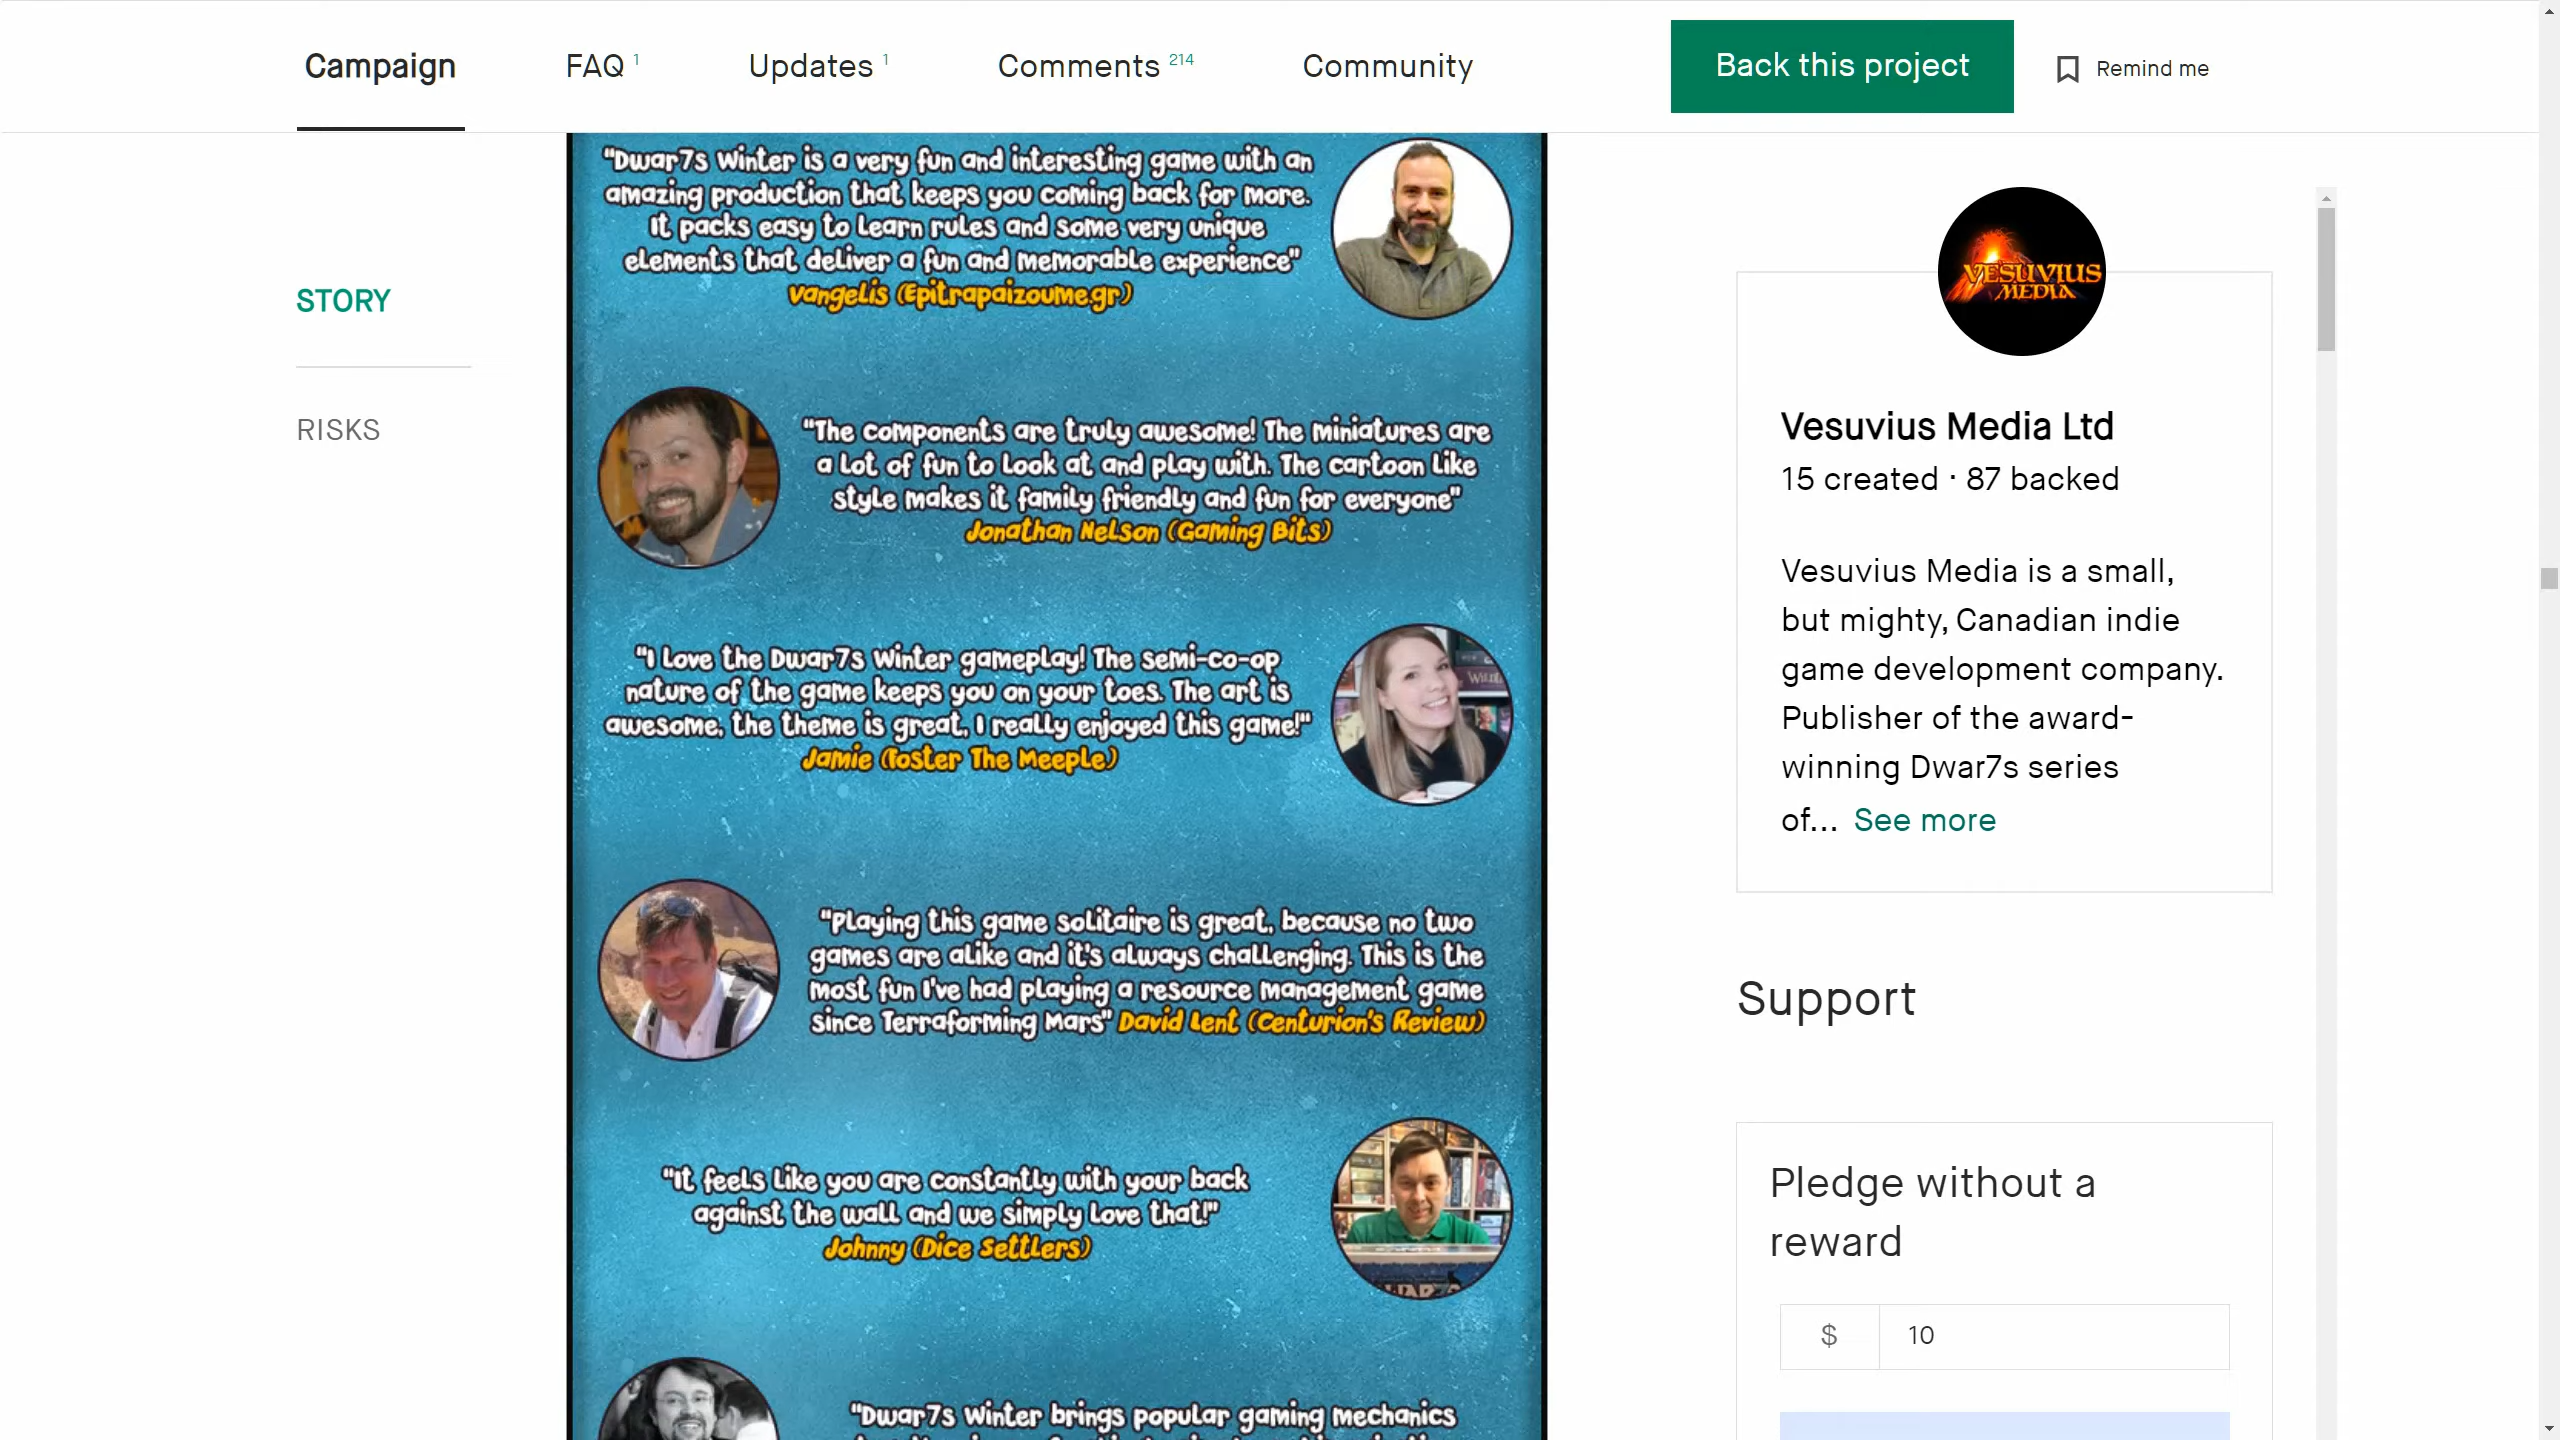 Campaign
FAQ 1
Updates 1
Comments 214
Community
Back this project
Remind me
STORY
RISKS
"Dwar7s Winter is a very fun and interesting game with an
amazing production that keeps you coming back for more.
It packs easy to learn rules and some very unique
elements that deliver a fun and memorable experience"
Vangelis (Epitrapaizoume.gr)
"The components are truly awesome! The miniatures are
a lot of fun to look at and play with. The cartoon like
style makes it family friendly and fun for everyone"
Jonathan Nelson (Gaming Bits)
"I love the Dwar7s Winter gameplay! The semi-co-op
nature of the game keeps you on your toes. The art is
awesome, the theme is great, I really enjoyed this game!"
Jamie (Foster The Meeple)
"Playing this game solitaire is great, because no two
games are alike and it's always challenging. This is the
most fun I've had playing a resource management game
since Terraforming Mars" David Lent (Centurion's Review)
"It feels like you are constantly with your back
against the wall and we simply love that!"
Johnny (Dice Settlers)
"Dwar7s Winter brings popular gaming mechanics
VESUVIUS
MEDIA
Vesuvius Media Ltd
15 created · 87 backed
Vesuvius Media is a small,
but mighty, Canadian indie
game development company.
Publisher of the award-
winning Dwar7s series
of... See more
Support
Pledge without a
reward
$ 10